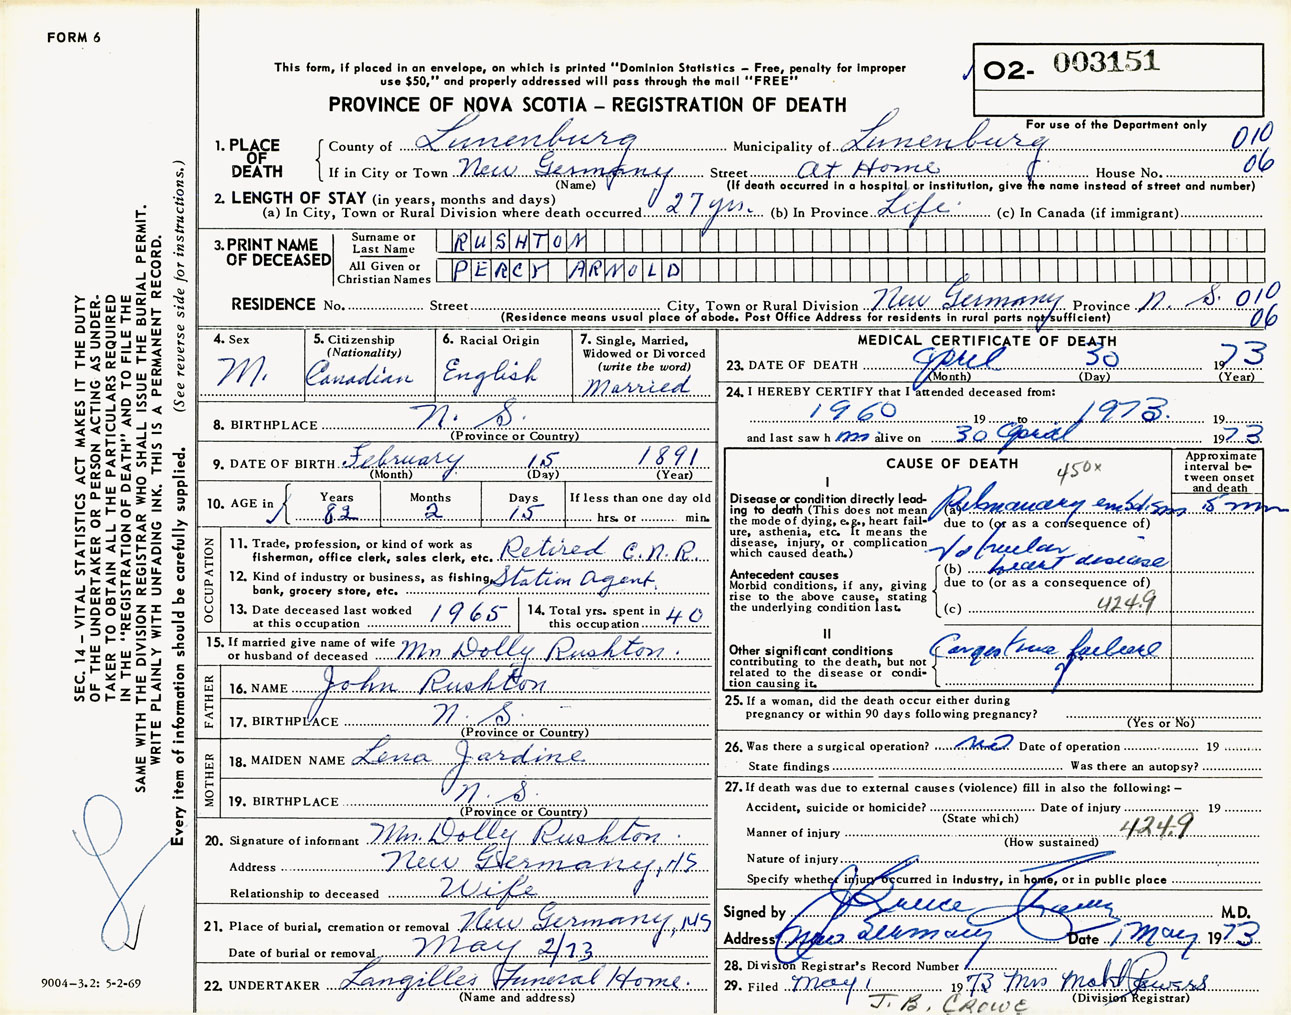 FORM 6
This form, if placed in an envelope, on which is printed "Dominion Statistics – Free, penalty for improper
use $50," and properly addressed will pass through the mail "FREE"
02- 003151
PROVINCE OF NOVA SCOTIA – REGISTRATION OF DEATH
For use of the Department only
1. PLACE OF DEATH
County of Lunenburg Municipality of Lunenburg 010
If in City or Town New Germany Street At Home House No. 06
(Name) (If death occurred in a hospital or institution, give the name instead of street and number)
2. LENGTH OF STAY (in years, months and days)
(a) In City, Town or Rural Division where death occurred 27 yrs. (b) In Province Life (c) In Canada (if immigrant)
3. PRINT NAME OF DECEASED
Surname or Last Name RUSHTON
All Given or Christian Names PERCY ARNOLD
RESIDENCE No. Street City, Town or Rural Division New Germany Province N. S. 010
(Residence means usual place of abode. Post Office Address for residents in rural parts not sufficient) 06
4. Sex
M.
5. Citizenship
(Nationality)
Canadian
6. Racial Origin
English
7. Single, Married,
Widowed or Divorced
(write the word)
Married
8. BIRTHPLACE N. S.
(Province or Country)
9. DATE OF BIRTH February 15 1891
(Month) (Day) (Year)
10. AGE in Years 82 Months 2 Days 15 If less than one day old
hrs. or min.
OCCUPATION
11. Trade, profession, or kind of work as
fisherman, office clerk, sales clerk, etc. Retired C.N.R.
12. Kind of industry or business, as fishing, Station Agent.
bank, grocery store, etc.
13. Date deceased last worked
at this occupation 1965
14. Total yrs. spent in
this occupation 40
15. If married give name of wife
or husband of deceased Mrs. Dolly Rushton.
FATHER
16. NAME John Rushton
17. BIRTHPLACE N. S.
(Province or Country)
MOTHER
18. MAIDEN NAME Lena Jardine
19. BIRTHPLACE N. S.
(Province or Country)
20. Signature of informant Mrs. Dolly Rushton.
Address New Germany, NS
Relationship to deceased Wife
21. Place of burial, cremation or removal New Germany, NS
Date of burial or removal May 2/73
22. UNDERTAKER Langilles Funeral Home.
(Name and address)
MEDICAL CERTIFICATE OF DEATH
23. DATE OF DEATH April 30 1973
(Month) (Day) (Year)
24. I HEREBY CERTIFY that I attended deceased from:
1960 19 to 1973. 19
and last saw h im alive on 30 April 1973
CAUSE OF DEATH 450x
Approximate
interval be-
tween onset
and death
I
Disease or condition directly lead-
ing to death (This does not mean
the mode of dying, e.g., heart fail-
ure, asthenia, etc. It means the
disease, injury, or complication
which caused death.)
(a) Pulmonary embolism 5 min
due to (or as a consequence of)
Antecedent causes
Morbid conditions, if any, giving
rise to the above cause, stating
the underlying condition last.
Valvular
(b) heart disease
due to (or as a consequence of)
(c) 424.9
II
Other significant conditions
contributing to the death, but not
related to the disease or condi-
tion causing it.
Congestive failure
25. If a woman, did the death occur either during
pregnancy or within 90 days following pregnancy?
(Yes or No)
26. Was there a surgical operation? no Date of operation 19
State findings Was there an autopsy?
27. If death was due to external causes (violence) fill in also the following: –
Accident, suicide or homicide? Date of injury 19
(State which)
Manner of injury 424.9
(How sustained)
Nature of injury
Specify whether injury occurred in industry, in home, or in public place
Signed by J Bruce M.D.
Address New Germany Date 1 May 1973
28. Division Registrar's Record Number
29. Filed May 1 1973 Mrs Powers
(Division Registrar)
J. B. CROWE
SEC. 14 – VITAL STATISTICS ACT MAKES IT THE DUTY
OF THE UNDERTAKER OR PERSON ACTING AS UNDER-
TAKER TO OBTAIN ALL THE PARTICULARS REQUIRED
IN THE "REGISTRATION OF DEATH" AND TO FILE THE
SAME WITH THE DIVISION REGISTRAR WHO SHALL ISSUE THE BURIAL PERMIT.
WRITE PLAINLY WITH UNFADING INK. THIS IS A PERMANENT RECORD.
Every item of information should be carefully supplied. (See reverse side for instructions.)
9004-3.2: 5-2-69